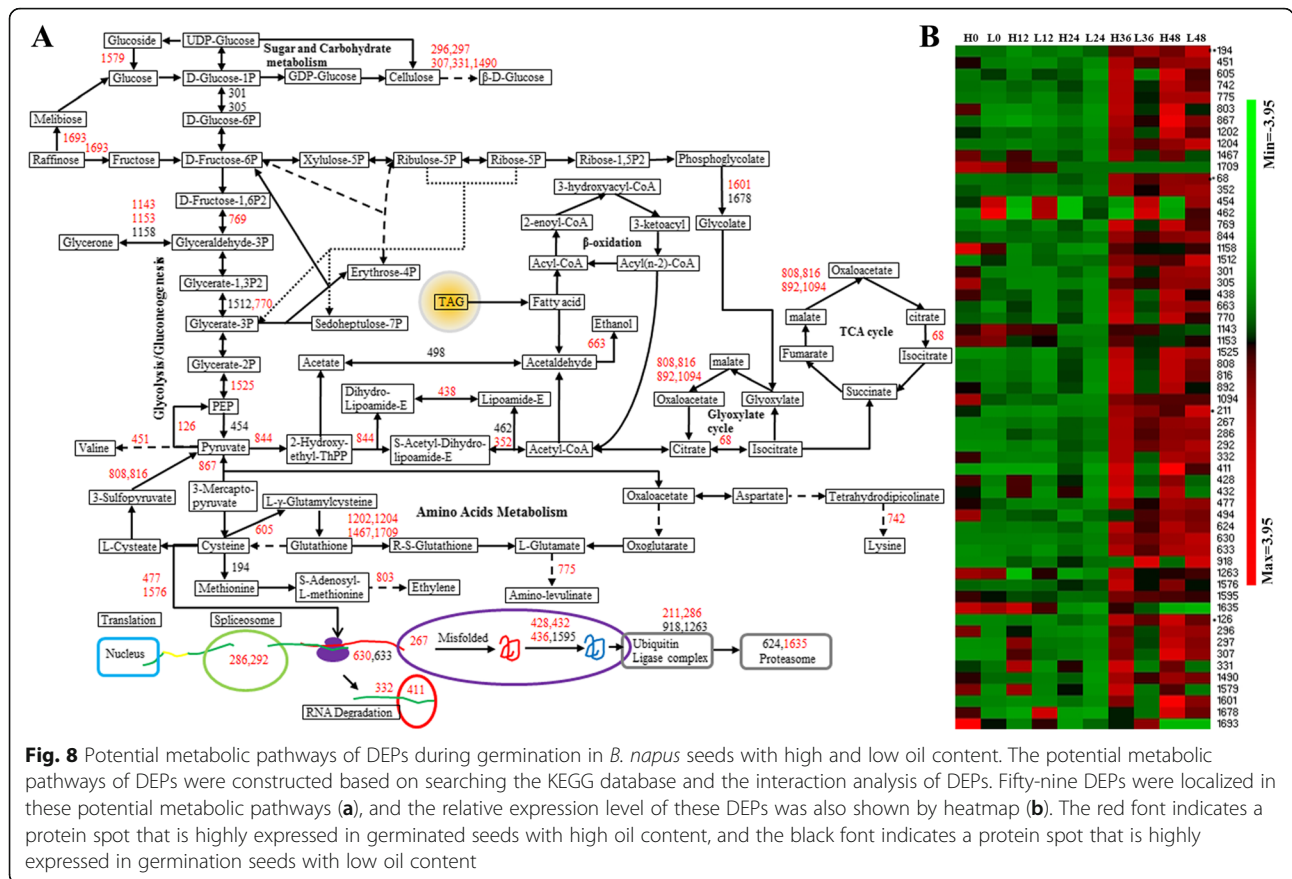 A
B
Glucoside
UDP-Glucose
1579
Sugar and Carbohydrate
metabolism
296,297
307,331,1490
Glucose
D-Glucose-1P
GDP-Glucose
Cellulose
β-D-Glucose
301
305
Melibiose
D-Glucose-6P
1693
1693
Raffinose
Fructose
D-Fructose-6P
Xylulose-5P
Ribulose-5P
Ribose-5P
Ribose-1,5P2
Phosphoglycolate
D-Fructose-1,6P2
3-hydroxyacyl-CoA
1601
1678
1143
1153
1158
769
2-enoyl-CoA
3-ketoacyl
Glycolate
Glycerone
Glyceraldehyde-3P
β-oxidation
Glycerate-1,3P2
Erythrose-4P
Acyl-CoA
Acyl(n-2)-CoA
808,816
892,1094
Oxaloacetate
1512,770
TAG
Fatty acid
malate
citrate
Glycerate-3P
Sedoheptulose-7P
Ethanol
TCA cycle
68
Glycolysis/Gluconeogenesis
663
Fumarate
Isocitrate
Glycerate-2P
Acetate
498
Acetaldehyde
808,816
892,1094
malate
Succinate
1525
Dihydro-
Lipoamide-E
438
Lipoamide-E
Oxaloacetate
Glyoxylate
PEP
Glyoxylate
cycle
126
454
462
352
68
Valine
451
Pyruvate
844
2-Hydroxy-
ethyl-ThPP
844
S-Acetyl-Dihydro-
lipoamide-E
Acetyl-CoA
Citrate
Isocitrate
808,816
867
3-Sulfopyruvate
3-Mercapto-
pyruvate
L-γ-Glutamylcysteine
Oxaloacetate
Aspartate
Tetrahydrodipicolinate
605
1202,1204
1467,1709
Amino Acids Metabolism
742
L-Cysteate
Cysteine
Glutathione
R-S-Glutathione
L-Glutamate
Oxoglutarate
Lysine
194
477
1576
Methionine
S-Adenosyl-
L-methionine
803
Ethylene
775
Amino-levulinate
Translation
Spliceosome
211,286
918,1263
Nucleus
286,292
630,633
267
Misfolded
428,432
436,1595
Ubiquitin
Ligase complex
624,1635
Proteasome
332
411
RNA Degradation
H0 L0 H12 L12 H24 L24 H36 L36 H48 L48
194
451
605
742
775
803
867
1202
1204
1467
1709
68
352
454
462
769
844
1158
1512
301
305
438
663
770
1143
1153
1525
808
816
892
1094
211
267
286
292
332
411
428
432
477
494
624
630
633
918
1263
1576
1595
1635
126
296
297
307
331
1490
1579
1601
1678
1693
Min=-3.95
Max=3.95
Fig. 8 Potential metabolic pathways of DEPs during germination in B. napus seeds with high and low oil content. The potential metabolic
pathways of DEPs were constructed based on searching the KEGG database and the interaction analysis of DEPs. Fifty-nine DEPs were localized in
these potential metabolic pathways (a), and the relative expression level of these DEPs was also shown by heatmap (b). The red font indicates a
protein spot that is highly expressed in germinated seeds with high oil content, and the black font indicates a protein spot that is highly
expressed in germination seeds with low oil content